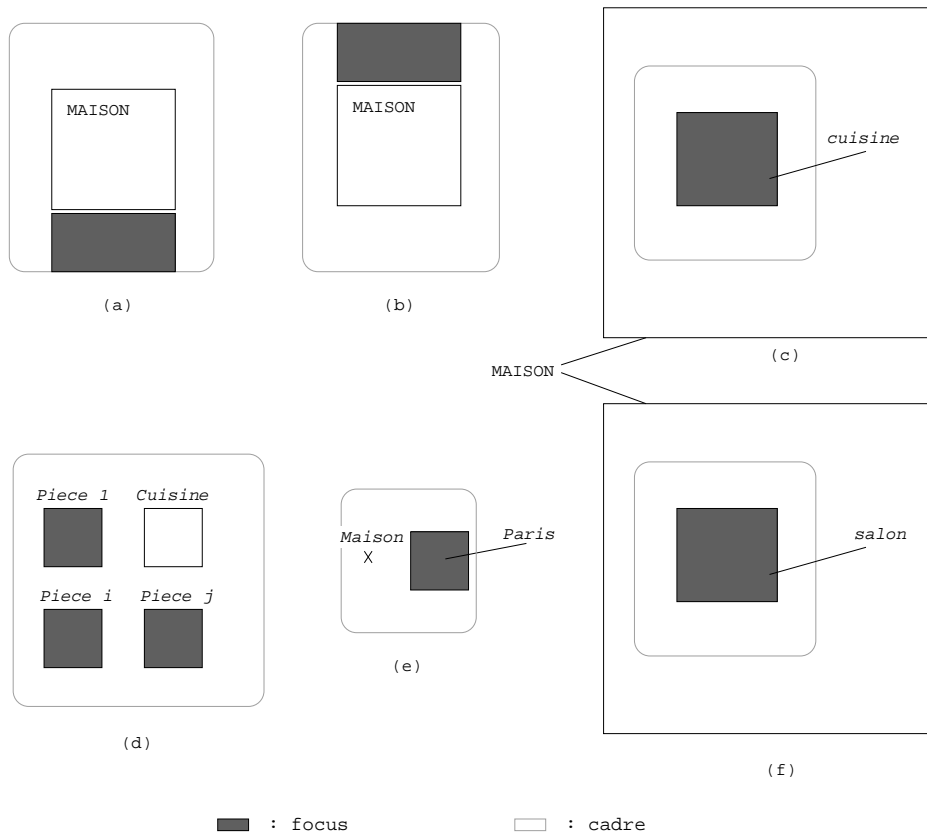 MAISON
MAISON
cuisine
(a)
(b)
(c)
MAISON
Piece 1 Cuisine
Piece i Piece j
(d)
Maison
Paris
(e)
salon
(f)
: focus
: cadre